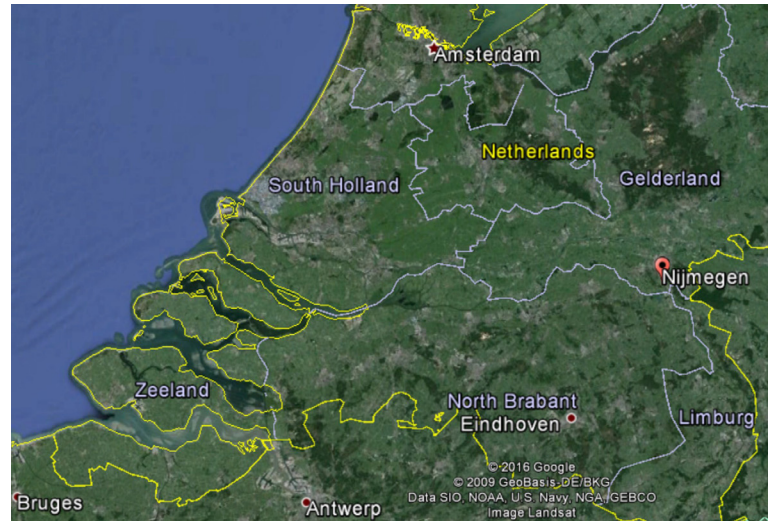 Amsterdam
Netherlands
South Holland
Gelderland
Nijmegen
Zeeland
North Brabant
Eindhoven
Limburg
© 2016 Google
© 2009 GeoBasis-DE/BKG
Data SIO, NOAA, U.S. Navy, NGA, GEBCO
Image Landsat
Bruges
Antwerp